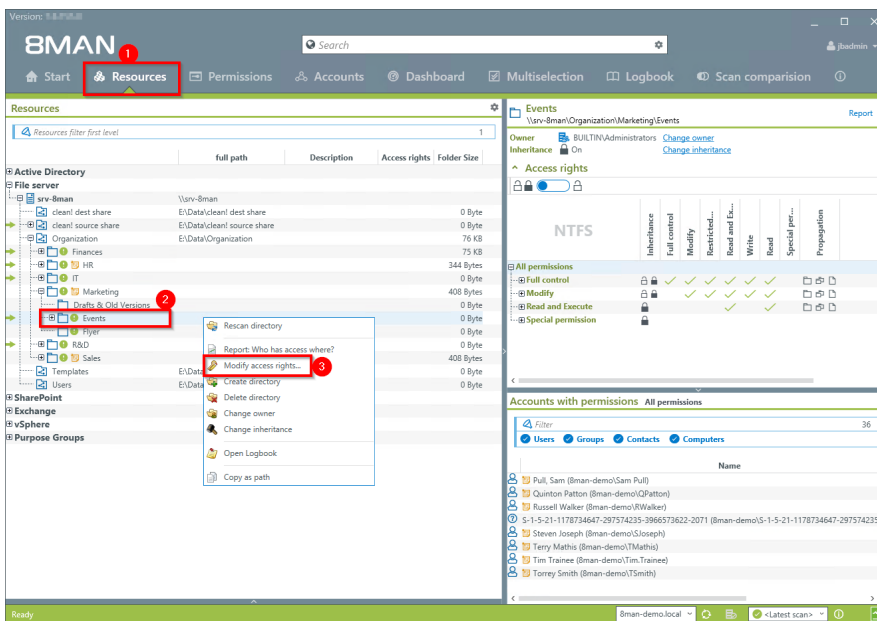 Version:
8MAN
1
Search
jbadmin
Start
Resources
Permissions
Accounts
Dashboard
Multiselection
Logbook
Scan comparision
Resources
Resources filter first level
1
full path Description Access rights Folder Size
Active Directory
File server
srv-8man \\srv-8man
clean! dest share E:\Data\clean! dest share 0 Byte
clean! source share E:\Data\clean! source share 0 Byte
Organization E:\Data\Organization 76 KB
Finances 75 KB
HR 344 Bytes
IT 0 Byte
Marketing 408 Bytes
Drafts & Old Versions 0 Byte
2
Events 0 Byte
Flyer 0 Byte
R&D 0 Byte
Sales 408 Bytes
Templates E:\Data 0 Byte
Users E:\Data 0 Byte
SharePoint
Exchange
vSphere
Purpose Groups
Rescan directory
Report: Who has access where?
Modify access rights...
3
Create directory
Delete directory
Change owner
Change inheritance
Open Logbook
Copy as path
Events
\\srv-8man\Organization\Marketing\Events
Report
Owner BUILTIN\Administrators Change owner
Inheritance On Change inheritance
Access rights
NTFS
Inheritance
Full control
Modify
Restricted...
Read and Ex...
Write
Read
Special per...
Propagation
All permissions
Full control
Modify
Read and Execute
Special permission
Accounts with permissions All permissions
Filter 36
Users Groups Contacts Computers
Name
Pull, Sam (8man-demo\Sam Pull)
Quinton Patton (8man-demo\QPatton)
Russell Walker (8man-demo\RWalker)
S-1-5-21-1178734647-297574235-3966573622-2071 (8man-demo\S-1-5-21-1178734647-297574235
Steven Joseph (8man-demo\SJoseph)
Terry Mathis (8man-demo\TMathis)
Tim Trainee (8man-demo\Tim.Trainee)
Torrey Smith (8man-demo\TSmith)
Ready
8man-demo.local
<Latest scan>